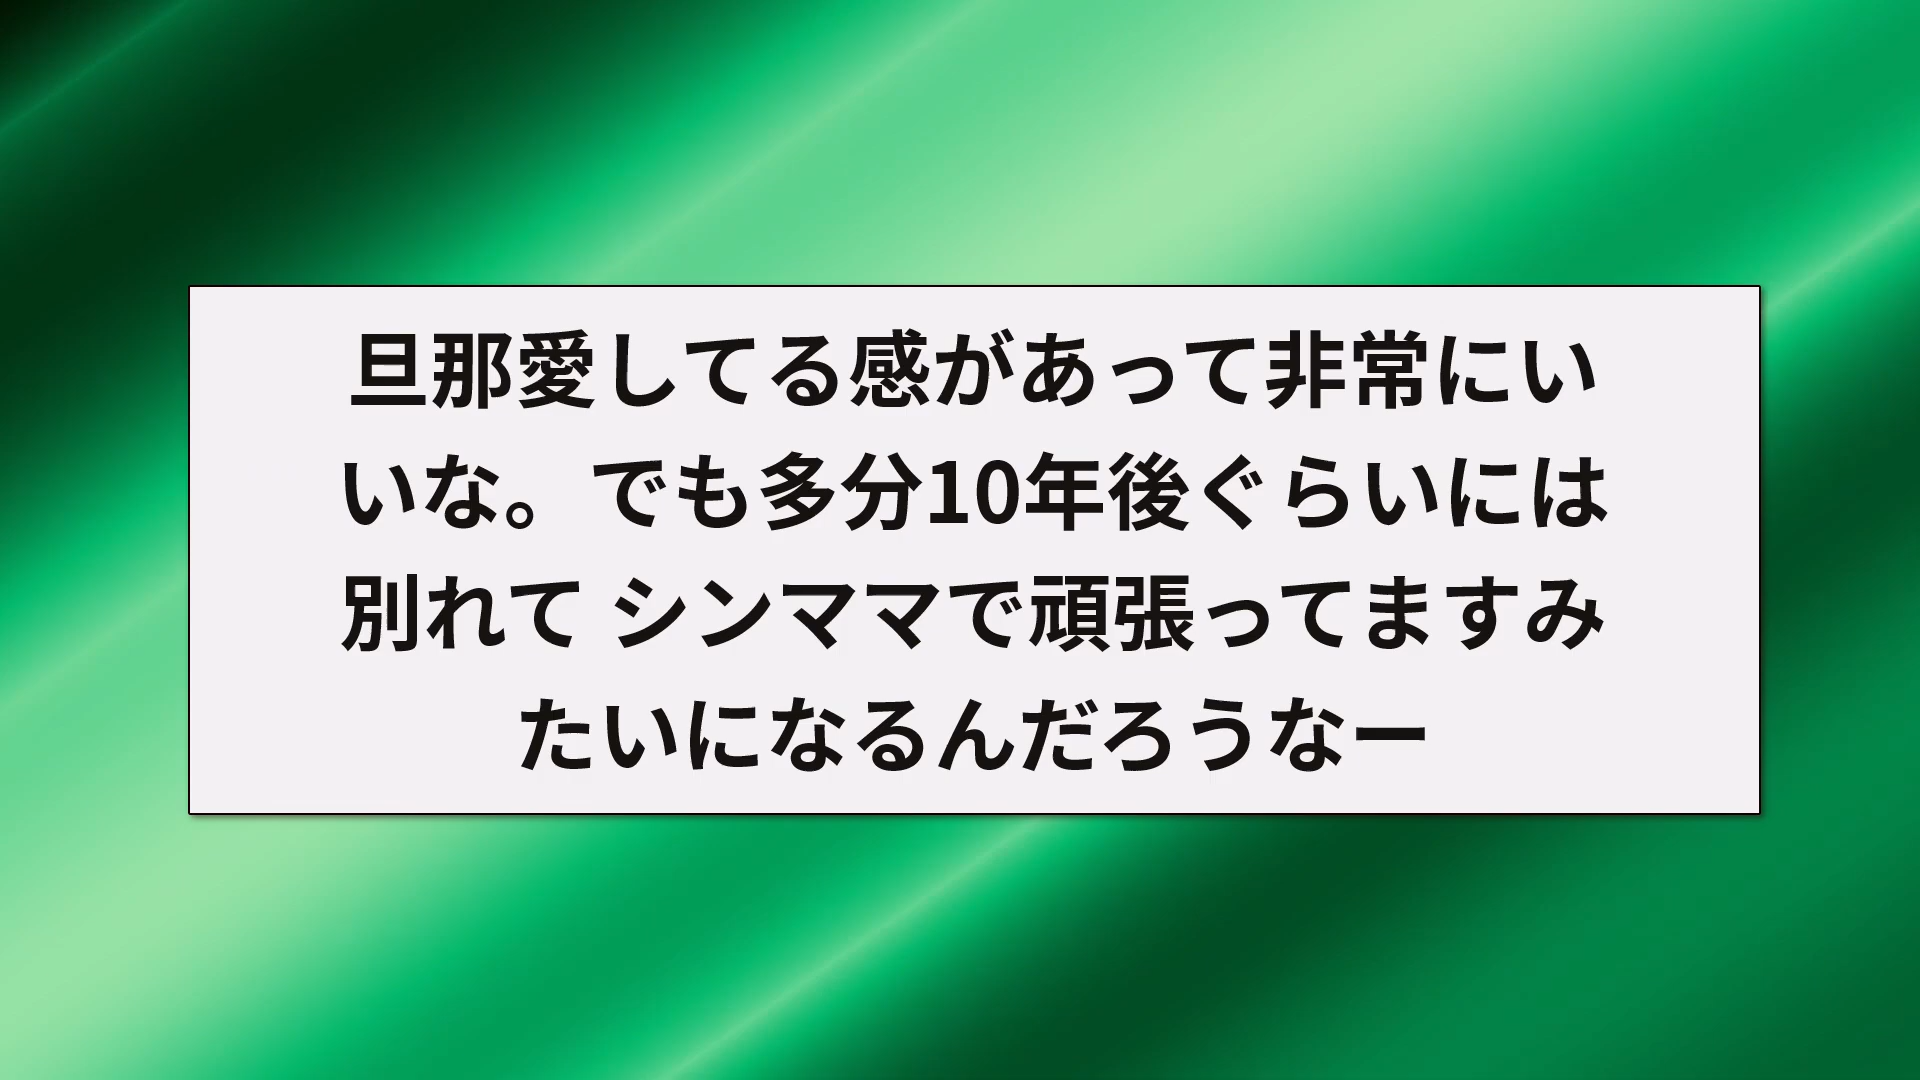 旦那愛してる感があって非常にい
いな。でも多分10年後ぐらいには
別れて シンママで頑張ってますみ
たいになるんだろうなー